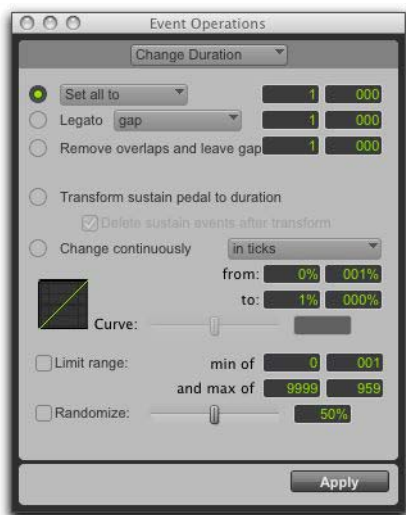 Event Operations
Change Duration
Set all to 1 000
Legato gap 1 000
Remove overlaps and leave gap 1 000
Transform sustain pedal to duration
Delete sustain events after transform
Change continuously in ticks
from: 0% 001%
to: 1% 000%
Curve:
Limit range: min of 0 001
and max of 9999 959
Randomize: 50%
Apply